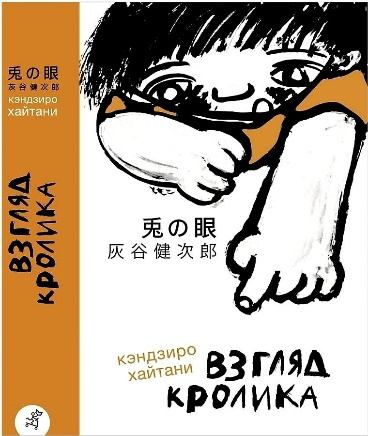 兎の眼
灰谷健次郎
кэндзиро
хайтани
ВЗГЛЯД
КРОЛИКА
兎の眼
灰谷健次郎
кэндзиро
хайтани
ВЗГЛЯД
КРОЛИКА